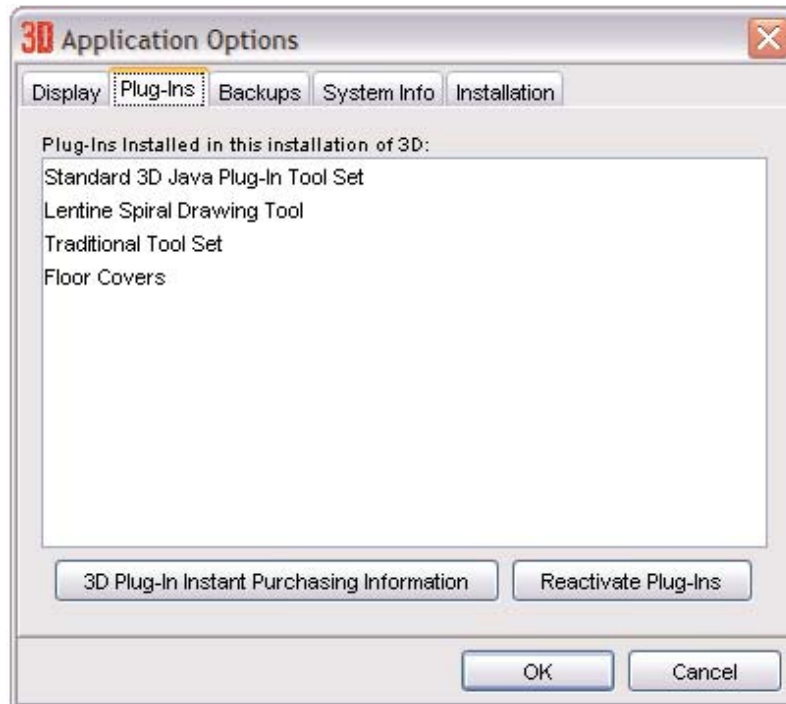 3D Application Options
Display Plug-Ins Backups System Info Installation
Plug-Ins Installed in this installation of 3D:
Standard 3D Java Plug-In Tool Set
Lentine Spiral Drawing Tool
Traditional Tool Set
Floor Covers
3D Plug-In Instant Purchasing Information Reactivate Plug-Ins
OK Cancel